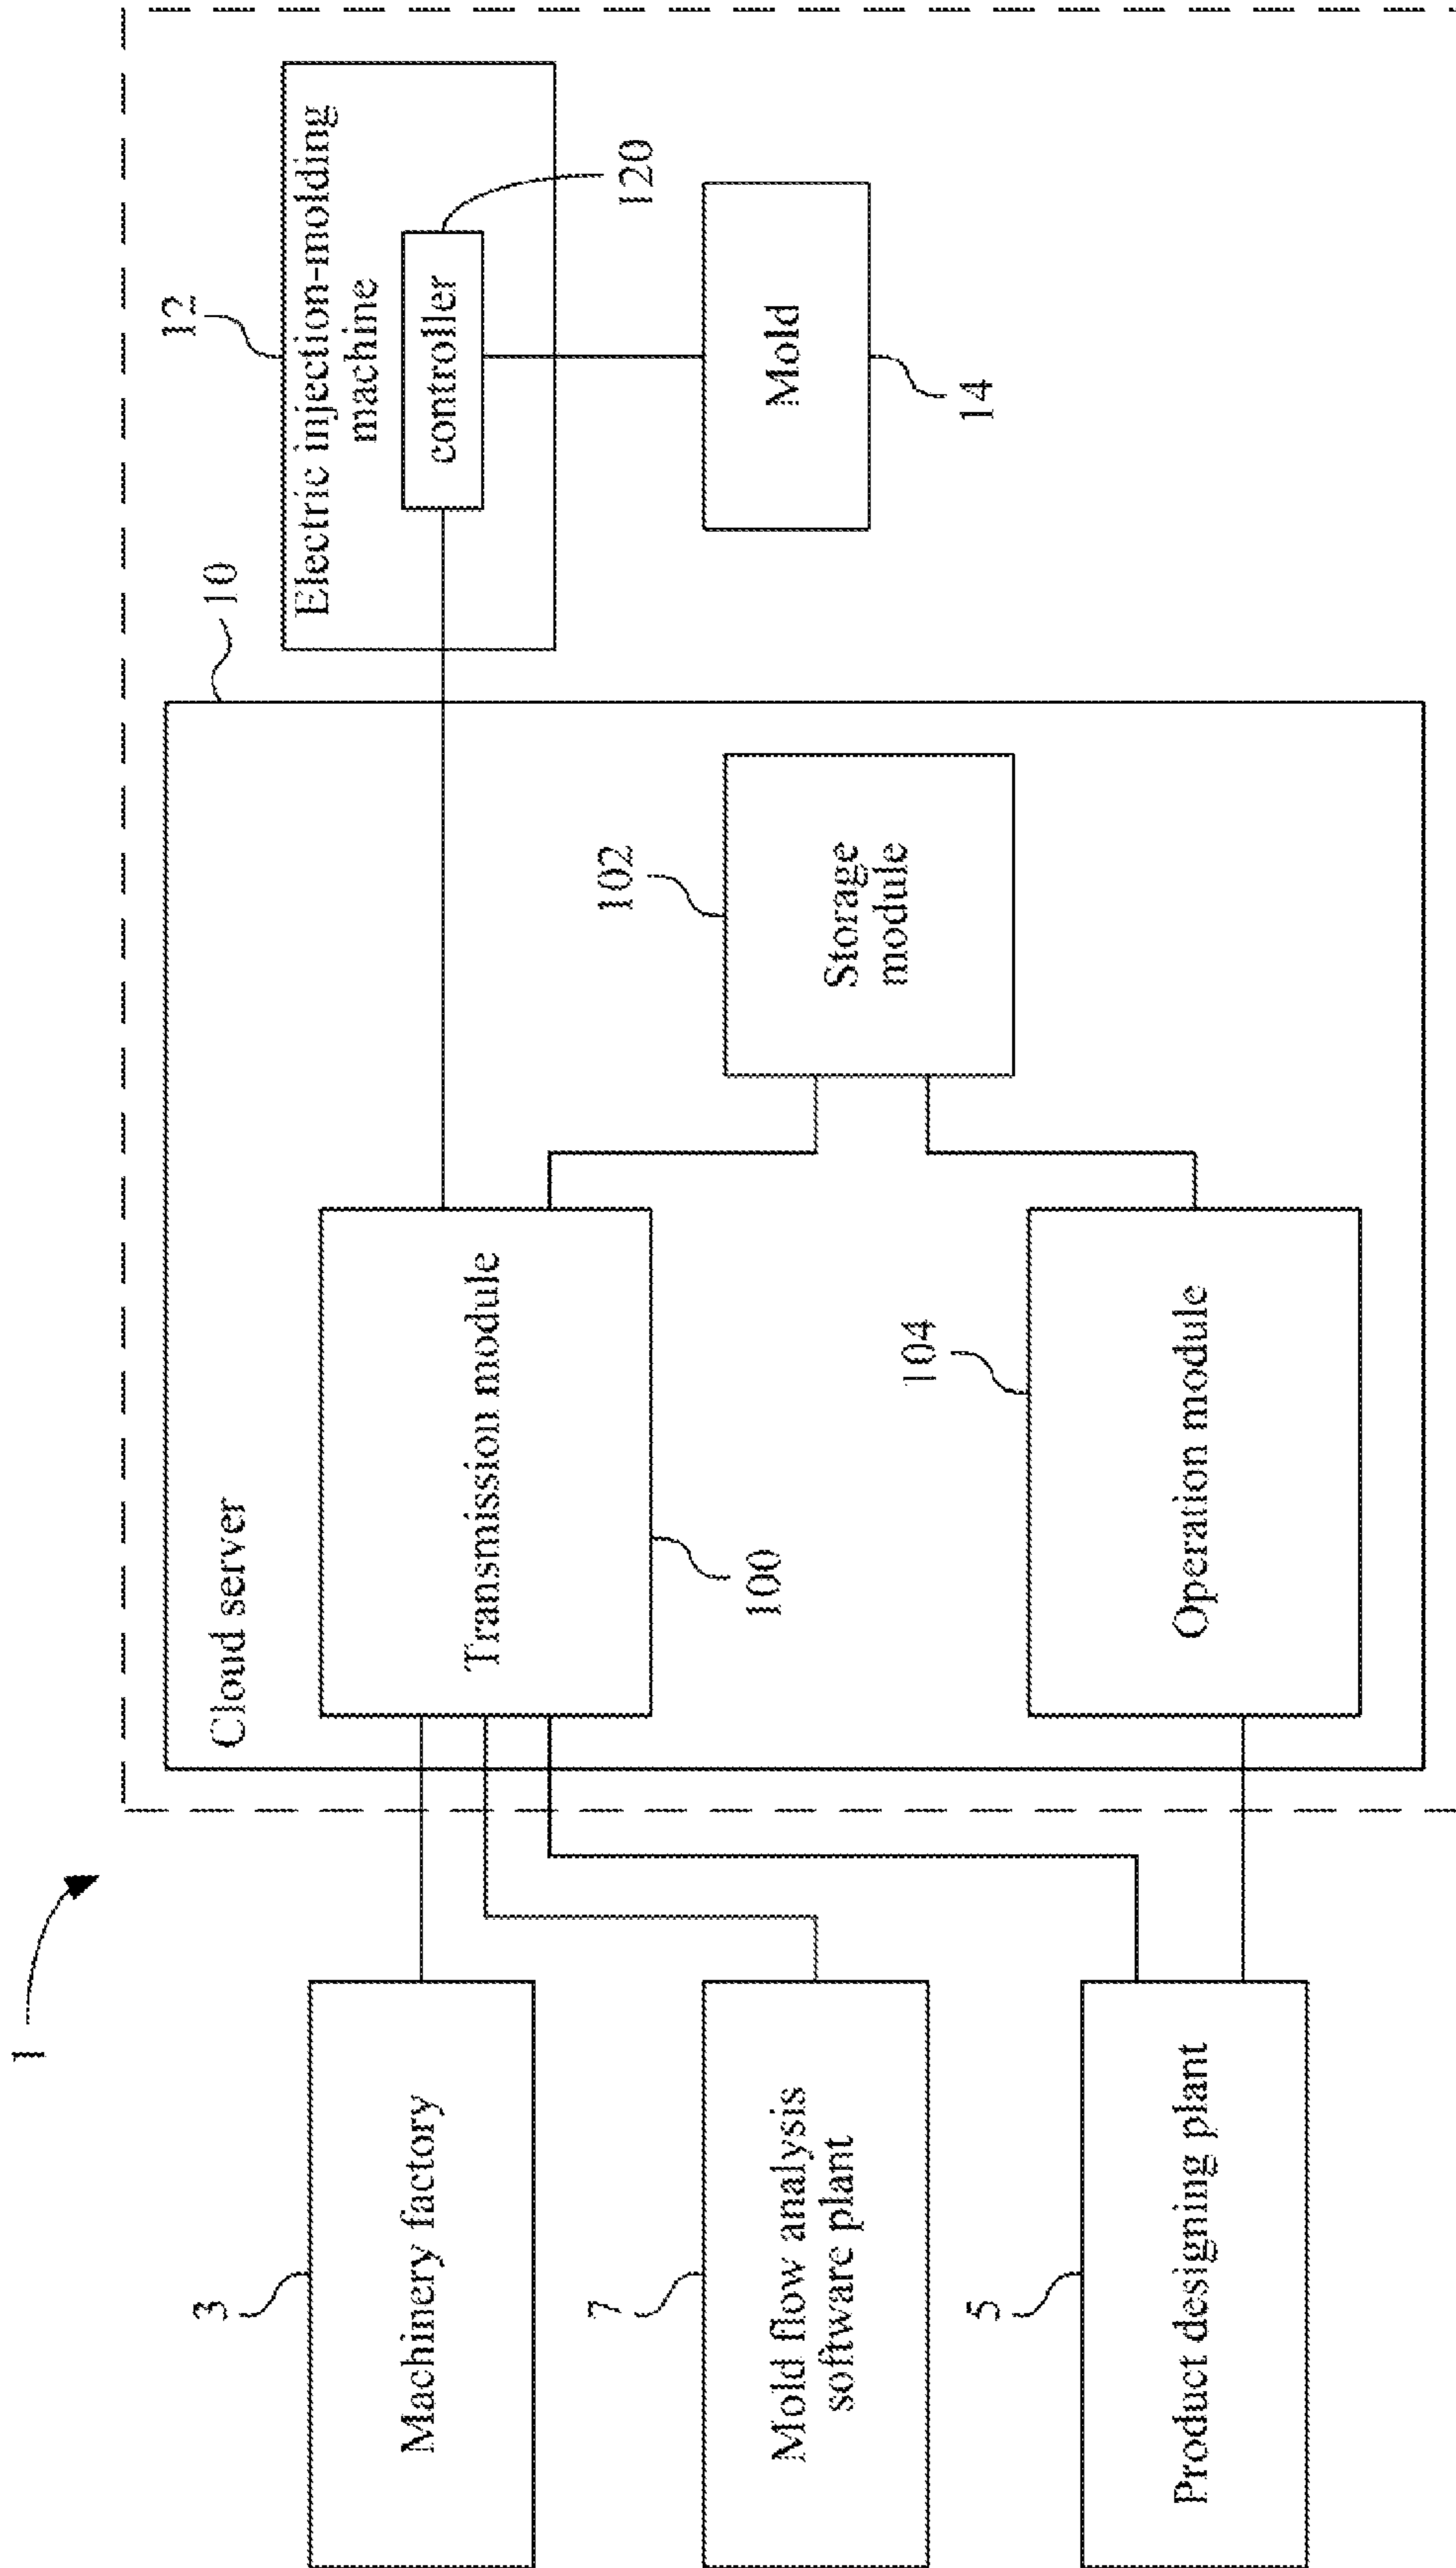 1
10
12
Cloud server
Electric injection-molding
machine
3
Machinery factory
Transmission module
controller
100
120
102
7
Mold flow analysis
software plant
Storage
module
Mold
14
104
5
Product designing plant
Operation module